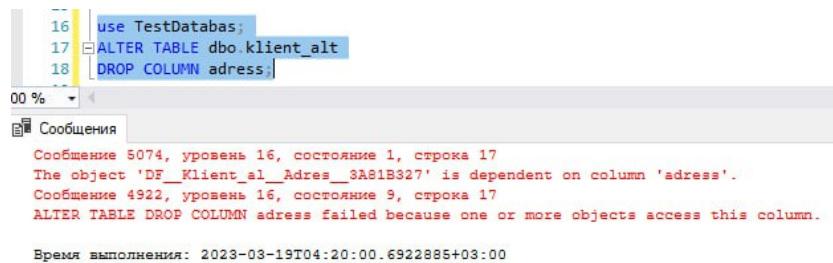 16 use TestDatabas;
17 ALTER TABLE dbo.klient_alt
18 DROP COLUMN adress;
00 %
Сообщения
Сообщение 5074, уровень 16, состояние 1, строка 17
The object 'DF__Klient_al__Adres__3A81B327' is dependent on column 'adress'.
Сообщение 4922, уровень 16, состояние 9, строка 17
ALTER TABLE DROP COLUMN adress failed because one or more objects access this column.
Время выполнения: 2023-03-19T04:20:00.6922885+03:00